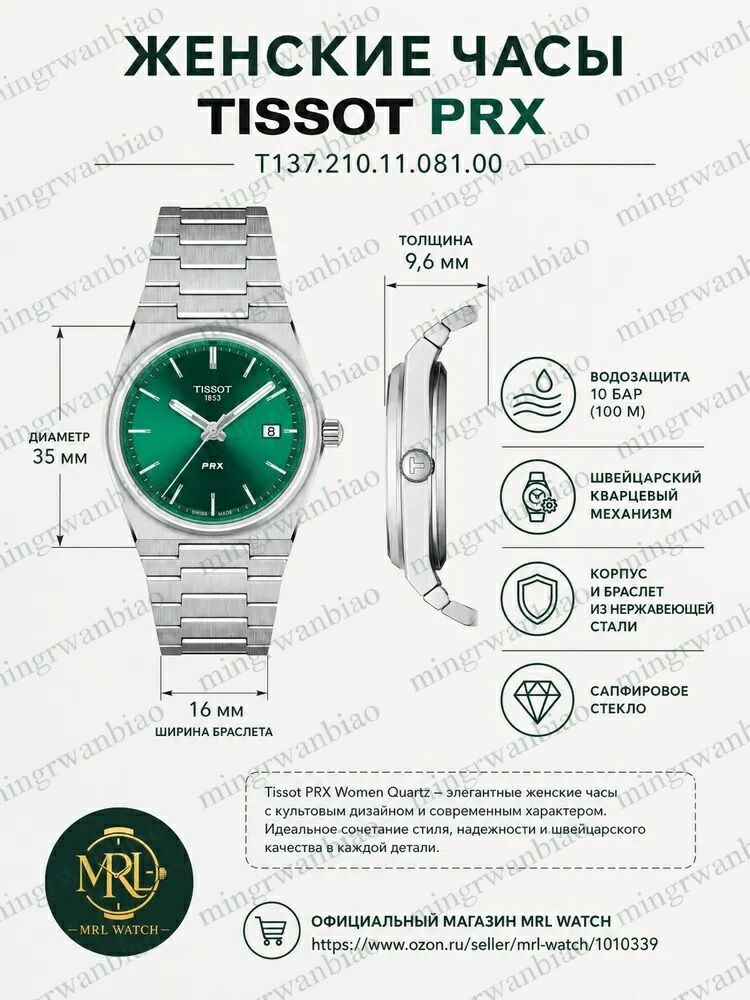 ЖЕНСКИЕ ЧАСЫ
TISSOT PRX
T137.210.11.081.00
ТОЛЩИНА
9,6 мм
ДИАМЕТР
35 мм
TISSOT
1853
8
PRX
SWISS MADE
T
ВОДОЗАЩИТА
10 БАР
(100 М)
ШВЕЙЦАРСКИЙ
КВАРЦЕВЫЙ
МЕХАНИЗМ
КОРПУС
И БРАСЛЕТ
ИЗ НЕРЖАВЕЮЩЕЙ
СТАЛИ
САПФИРОВОЕ
СТЕКЛО
16 мм
ШИРИНА БРАСЛЕТА
Tissot PRX Women Quartz – элегантные женские часы
с культовым дизайном и современным характером.
Идеальное сочетание стиля, надежности и швейцарского
качества в каждой детали.
MRL
MRL WATCH
ОФИЦИАЛЬНЫЙ МАГАЗИН MRL WATCH
https://www.ozon.ru/seller/mrl-watch/1010339
mingrwanbiao